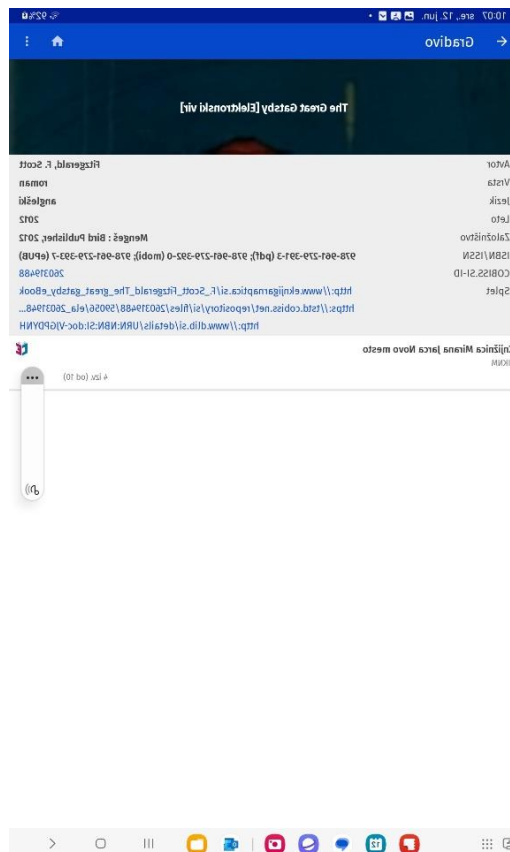 10:07 sre., 12. jun.
92%
Gradivo
The Great Gatsby [Elektronski vir]
Avtor Fitzgerald, F. Scott
Vrsta roman
Jezik angleški
Leto 2012
Založništvo Mengeš : Bird Publisher, 2012
ISBN/ISSN 978-961-279-391-3 (pdf); 978-961-279-392-0 (mobi); 978-961-279-393-7 (ePUB)
COBISS.SI-ID 260319488
Splet http://www.eknjigarnaptica.si/F_Scott_Fitzgerald_The_great_gatsby_eBook
https://tstd.cobiss.net/repository/si/files/260319488/59056/ela_26031948...
http://www.dlib.si/details/URN:NBN:SI:doc-VJGPDYNH
Knjižnica Mirana Jarca Novo mesto
IKNM
4 izv. (od 10)
12